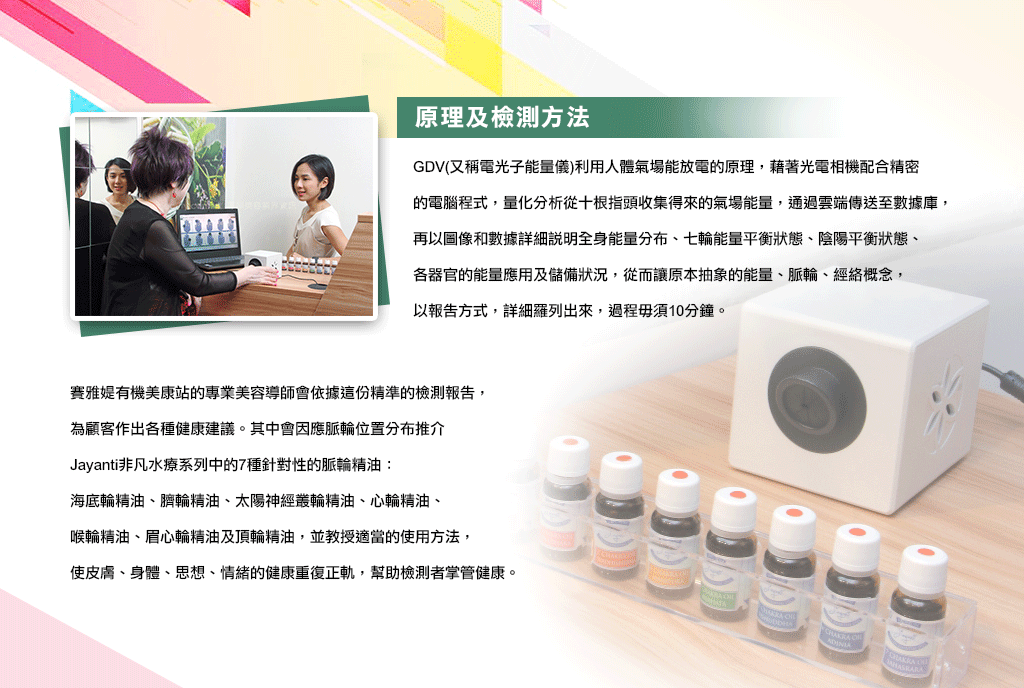 原理及檢測方法
GDV(又稱電光子能量儀)利用人體氣場能放電的原理，藉著光電相機配合精密
的電腦程式，量化分析從十根指頭收集得來的氣場能量，通過雲端傳送至數據庫，
再以圖像和數據詳細説明全身能量分布、七輪能量平衡狀態、陰陽平衡狀態、
各器官的能量應用及儲備狀況，從而讓原本抽象的能量、脈輪、經絡概念，
以報告方式，詳細羅列出來，過程毋須10分鐘。
賽雅媞有機美康站的專業美容導師會依據這份精準的檢測報告，
為顧客作出各種健康建議。其中會因應脈輪位置分布推介
Jayanti非凡水療系列中的7種針對性的脈輪精油：
海底輪精油、臍輪精油、太陽神經叢輪精油、心輪精油、
喉輪精油、眉心輪精油及頂輪精油，並教授適當的使用方法，
使皮膚、身體、思想、情緒的健康重復正軌，幫助檢測者掌管健康。
CHAKRA OIL
CHAKRA OIL
CHAKRA OIL